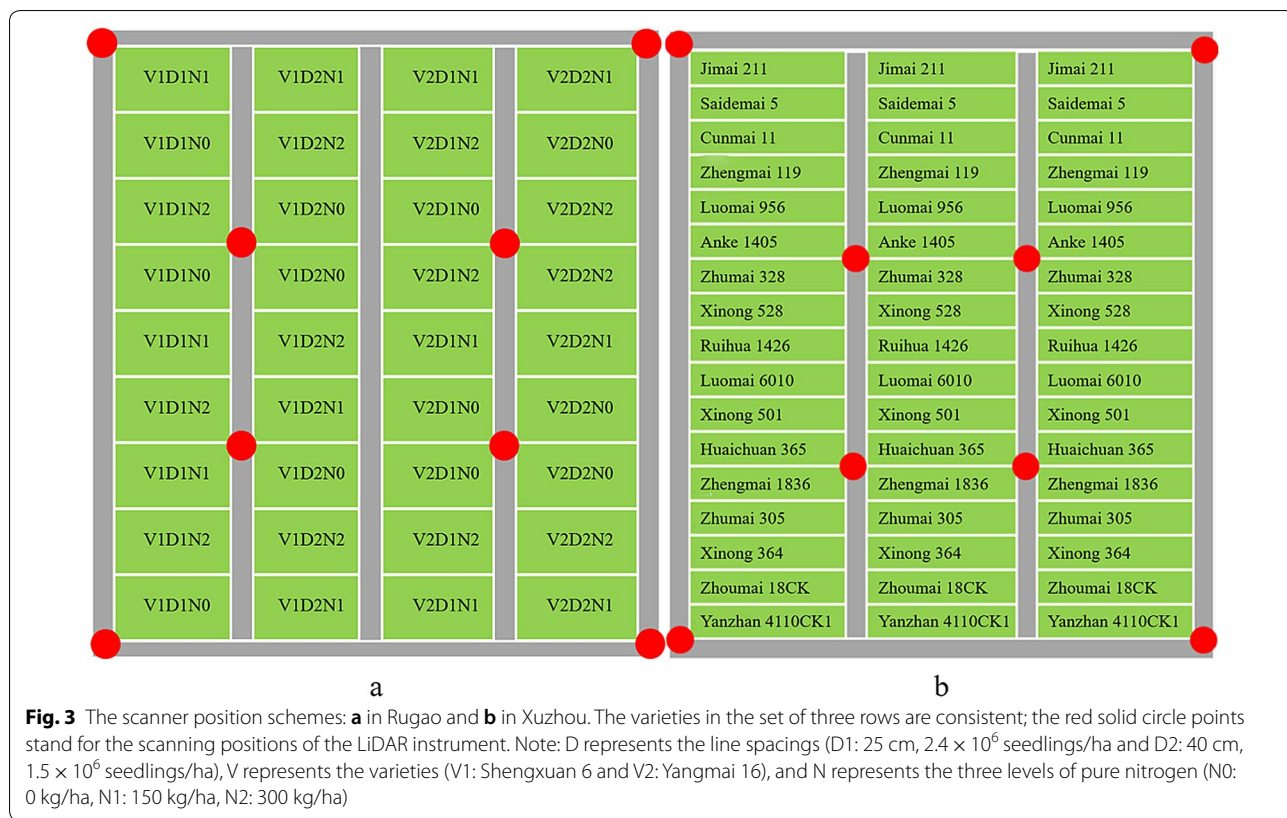 V1D1N1 V1D2N1 V2D1N1 V2D2N1
V1D1N0 V1D2N2 V2D1N2 V2D2N0
V1D1N2 V1D2N0 V2D1N0 V2D2N2
V1D1N0 V1D2N0 V2D1N2 V2D2N2
V1D1N1 V1D2N2 V2D1N1 V2D2N1
V1D1N2 V1D2N1 V2D1N0 V2D2N0
V1D1N1 V1D2N0 V2D1N0 V2D2N0
V1D1N2 V1D2N2 V2D1N2 V2D2N2
V1D1N0 V1D2N1 V2D1N1 V2D2N1
a
Jimai 211 Jimai 211 Jimai 211
Saidemai 5 Saidemai 5 Saidemai 5
Cunmai 11 Cunmai 11 Cunmai 11
Zhengmai 119 Zhengmai 119 Zhengmai 119
Luomai 956 Luomai 956 Luomai 956
Anke 1405 Anke 1405 Anke 1405
Zhumai 328 Zhumai 328 Zhumai 328
Xinong 528 Xinong 528 Xinong 528
Ruihua 1426 Ruihua 1426 Ruihua 1426
Luomai 6010 Luomai 6010 Luomai 6010
Xinong 501 Xinong 501 Xinong 501
Huaichuan 365 Huaichuan 365 Huaichuan 365
Zhengmai 1836 Zhengmai 1836 Zhengmai 1836
Zhumai 305 Zhumai 305 Zhumai 305
Xinong 364 Xinong 364 Xinong 364
Zhoumai 18CK Zhoumai 18CK Zhoumai 18CK
Yanzhan 4110CK1 Yanzhan 4110CK1 Yanzhan 4110CK1
b
Fig. 3 The scanner position schemes: a in Rugao and b in Xuzhou. The varieties in the set of three rows are consistent; the red solid circle points
stand for the scanning positions of the LiDAR instrument. Note: D represents the line spacings (D1: 25 cm, 2.4 × 10⁶ seedlings/ha and D2: 40 cm,
1.5 × 10⁶ seedlings/ha), V represents the varieties (V1: Shengxuan 6 and V2: Yangmai 16), and N represents the three levels of pure nitrogen (N0:
0 kg/ha, N1: 150 kg/ha, N2: 300 kg/ha)